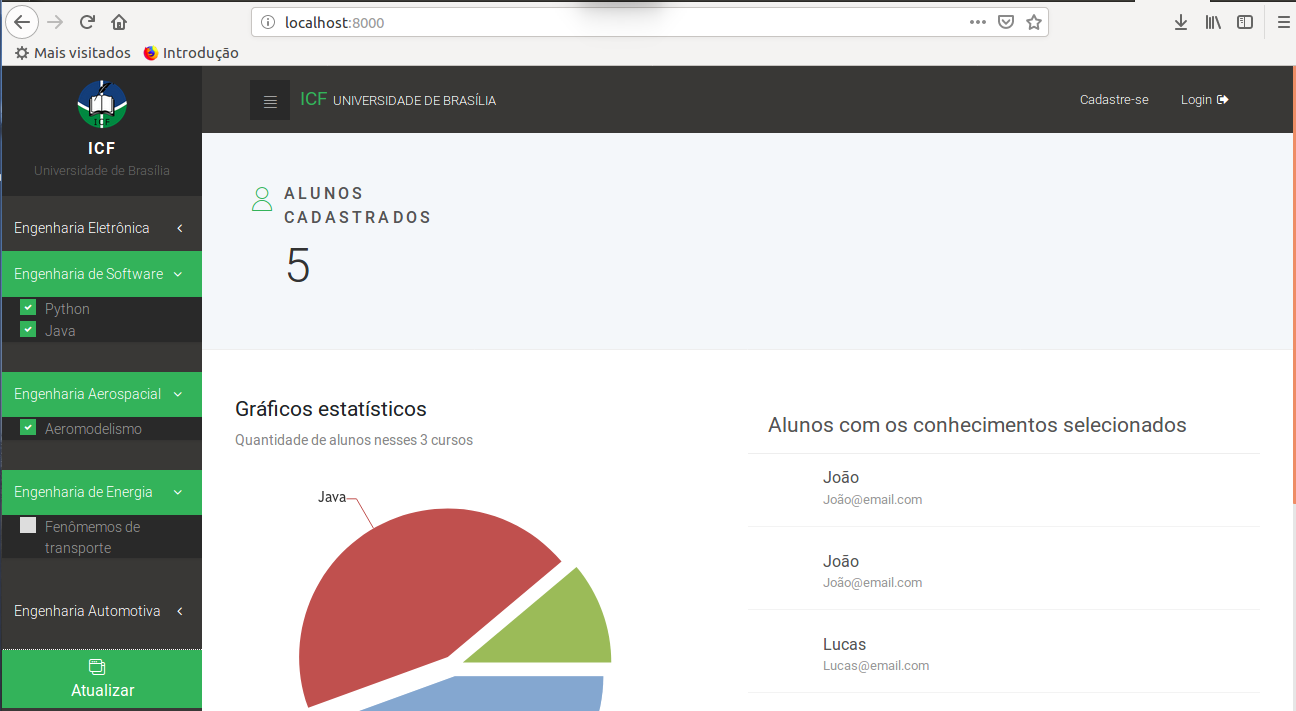 localhost:8000
Mais visitados
Introdução
ICF
ICF
Universidade de Brasília
ICF UNIVERSIDADE DE BRASÍLIA
Cadastre-se
Login
Engenharia Eletrônica
Engenharia de Software
Python
Java
Engenharia Aerospacial
Aeromodelismo
Engenharia de Energia
Fenômemos de
transporte
Engenharia Automotiva
Atualizar
ALUNOS
CADASTRADOS
5
Gráficos estatísticos
Quantidade de alunos nesses 3 cursos
Java
Alunos com os conhecimentos selecionados
João
João@email.com
João
João@email.com
Lucas
Lucas@email.com